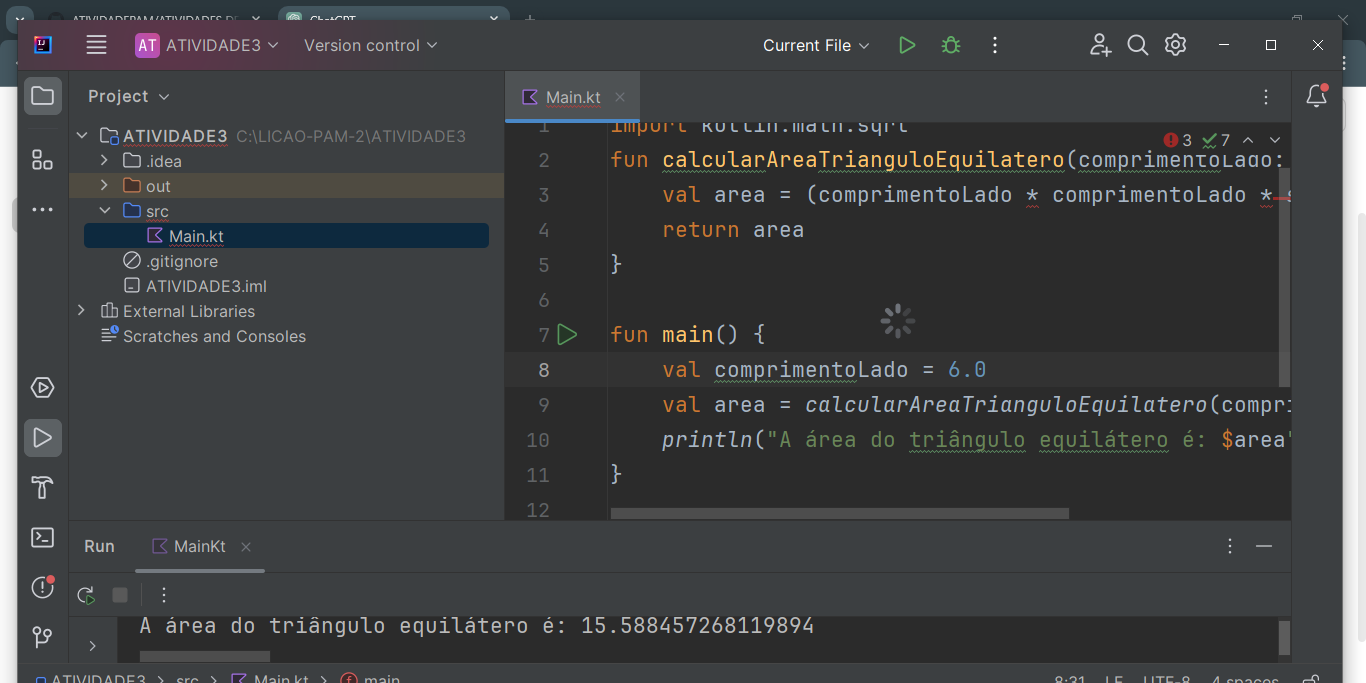 ATIVIDADEPAM/ATIVIDADES DE
ChatGPT
AT ATIVIDADE3
Version control
Current File
Project
Main.kt
ATIVIDADE3 C:\LICAO-PAM-2\ATIVIDADE3
.idea
out
src
Main.kt
.gitignore
ATIVIDADE3.iml
External Libraries
Scratches and Consoles
3 7
1 import kotlin.math.sqrt
2 fun calcularAreaTrianguloEquilatero(comprimentoLado:
3 val area = (comprimentoLado * comprimentoLado *
4 return area
5 }
6
7 fun main() {
8 val comprimentoLado = 6.0
9 val area = calcularAreaTrianguloEquilatero(compri
10 println("A área do triângulo equilátero é: $area"
11 }
12
Run
MainKt
A área do triângulo equilátero é: 15.588457268119894
ATIVIDADE3 > src > Main.kt > main
8:31 LF UTF-8 4 spaces